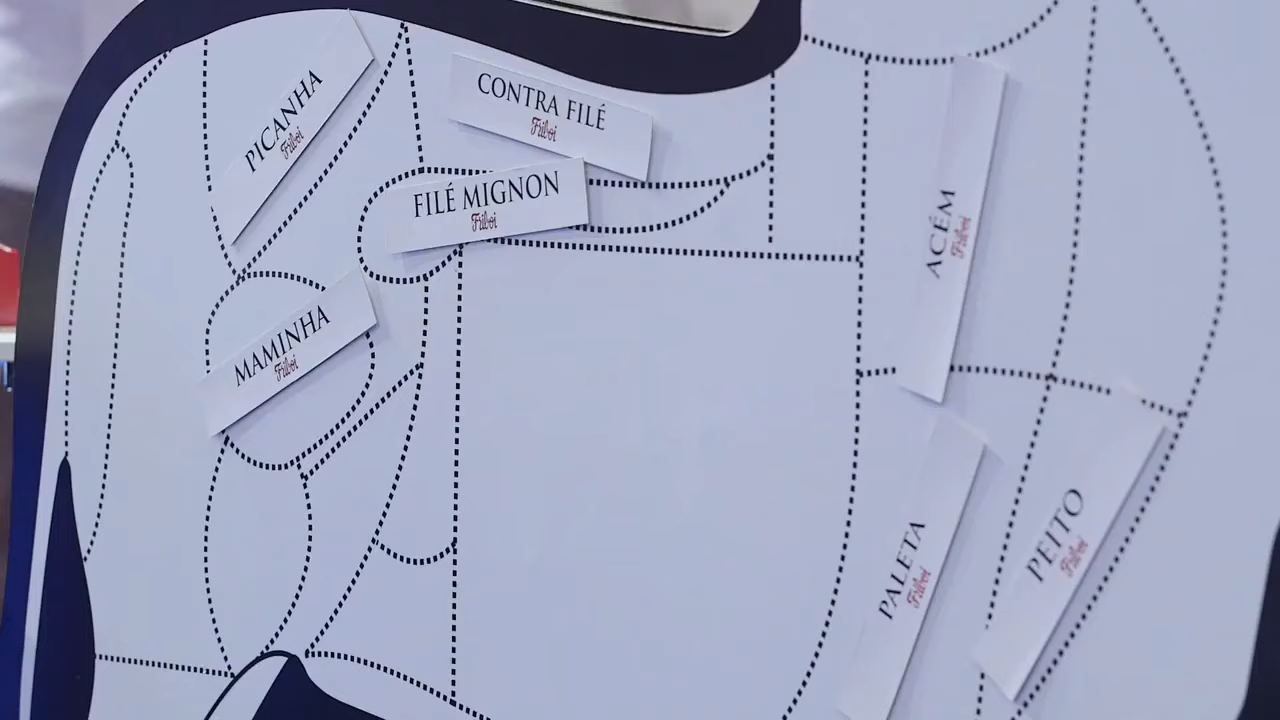 PICANHA
Friboi
CONTRA FILÉ
Friboi
FILÉ MIGNON
Friboi
MAMINHA
Friboi
ACÉM
Friboi
PALETA
Friboi
PEITO
Friboi